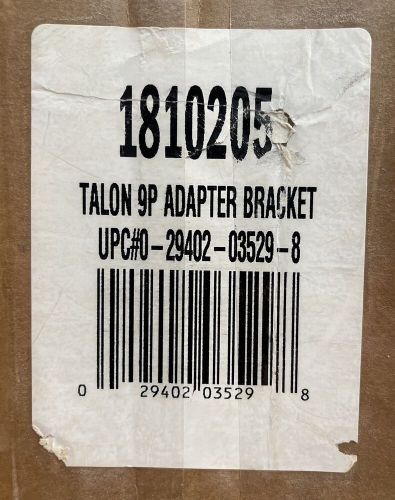 1810205
TALON 9P ADAPTER BRACKET
UPC#0-29402-03529-8
0 29402 03529 8